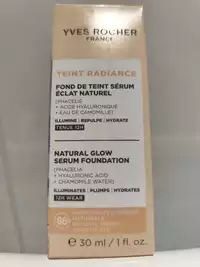 YVES ROCHER
FRANCE
TEINT RADIANCE
FOND DE TEINT SÉRUM
ÉCLAT NATUREL
[PHACELIA
+ ACIDE HYALURONIQUE
+ EAU DE CAMOMILLE]
ILLUMINE | REPULPE | HYDRATE
TENUE 12H
NATURAL GLOW
SERUM FOUNDATION
[PHACELIA
+ HYALURONIC ACID
+ CHAMOMILE WATER]
ILLUMINATES | PLUMPS | HYDRATES
12H WEAR
e 30 ml / 1 fl. oz.